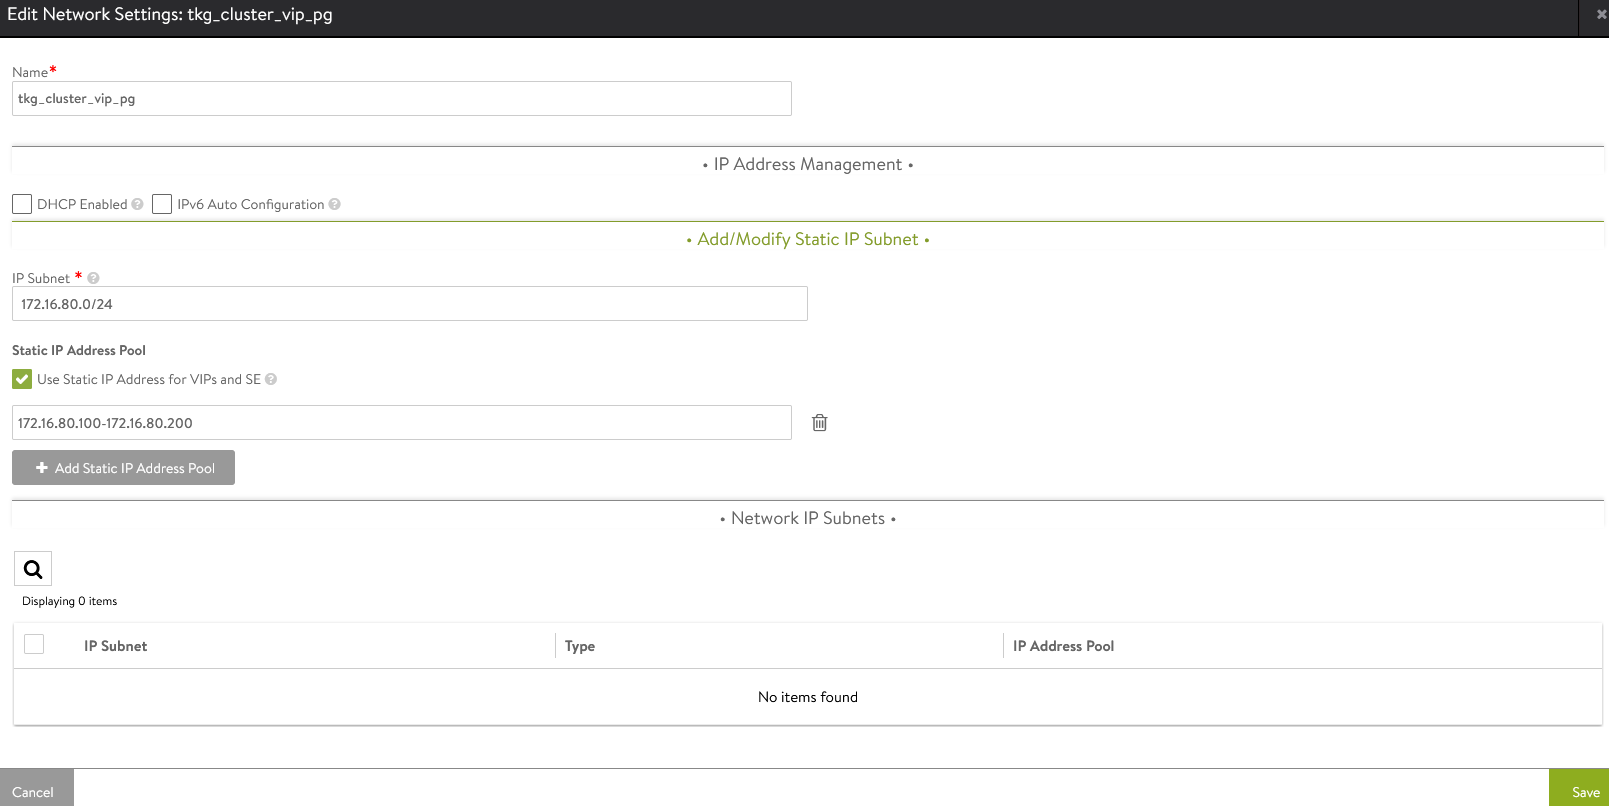 Edit Network Settings: tkg_cluster_vip_pg
Name*
tkg_cluster_vip_pg
• IP Address Management •
DHCP Enabled ? IPv6 Auto Configuration ?
• Add/Modify Static IP Subnet •
IP Subnet * ?
172.16.80.0/24
Static IP Address Pool
Use Static IP Address for VIPs and SE ?
172.16.80.100-172.16.80.200
+ Add Static IP Address Pool
• Network IP Subnets •
Displaying 0 items
IP Subnet Type IP Address Pool
No items found
Cancel Save